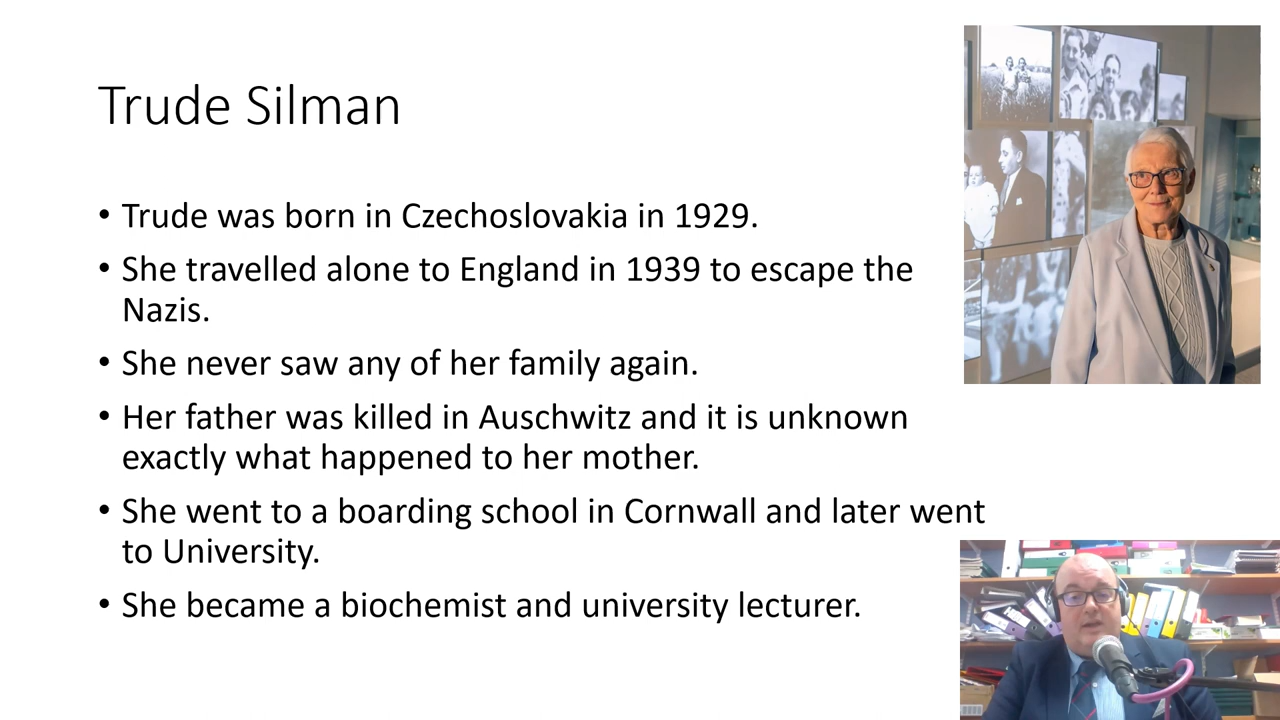 Trude Silman
• Trude was born in Czechoslovakia in 1929.
• She travelled alone to England in 1939 to escape the
Nazis.
• She never saw any of her family again.
• Her father was killed in Auschwitz and it is unknown
exactly what happened to her mother.
• She went to a boarding school in Cornwall and later went
to University.
• She became a biochemist and university lecturer.